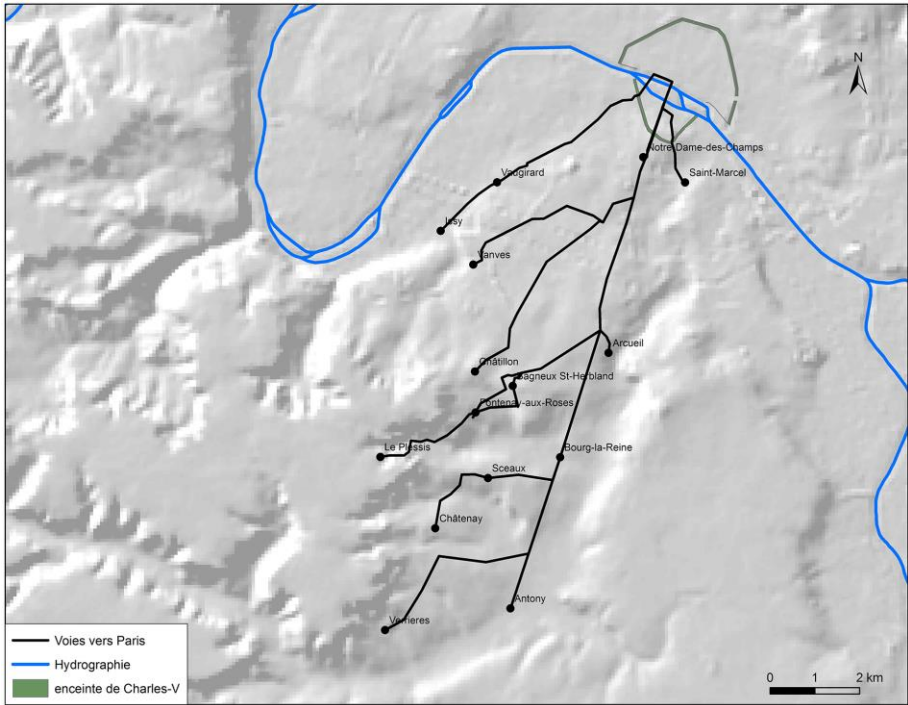 N
Notre Dame-des-Champs
Vaugirard
Saint-Marcel
Issy
Vanves
Arcueil
Châtillon
Bagneux St-Herbland
Fontenay-aux-Roses
Le Plessis
Bourg-la-Reine
Sceaux
Châtenay
Antony
Verrieres
Voies vers Paris
Hydrographie
enceinte de Charles-V
0 1 2 km